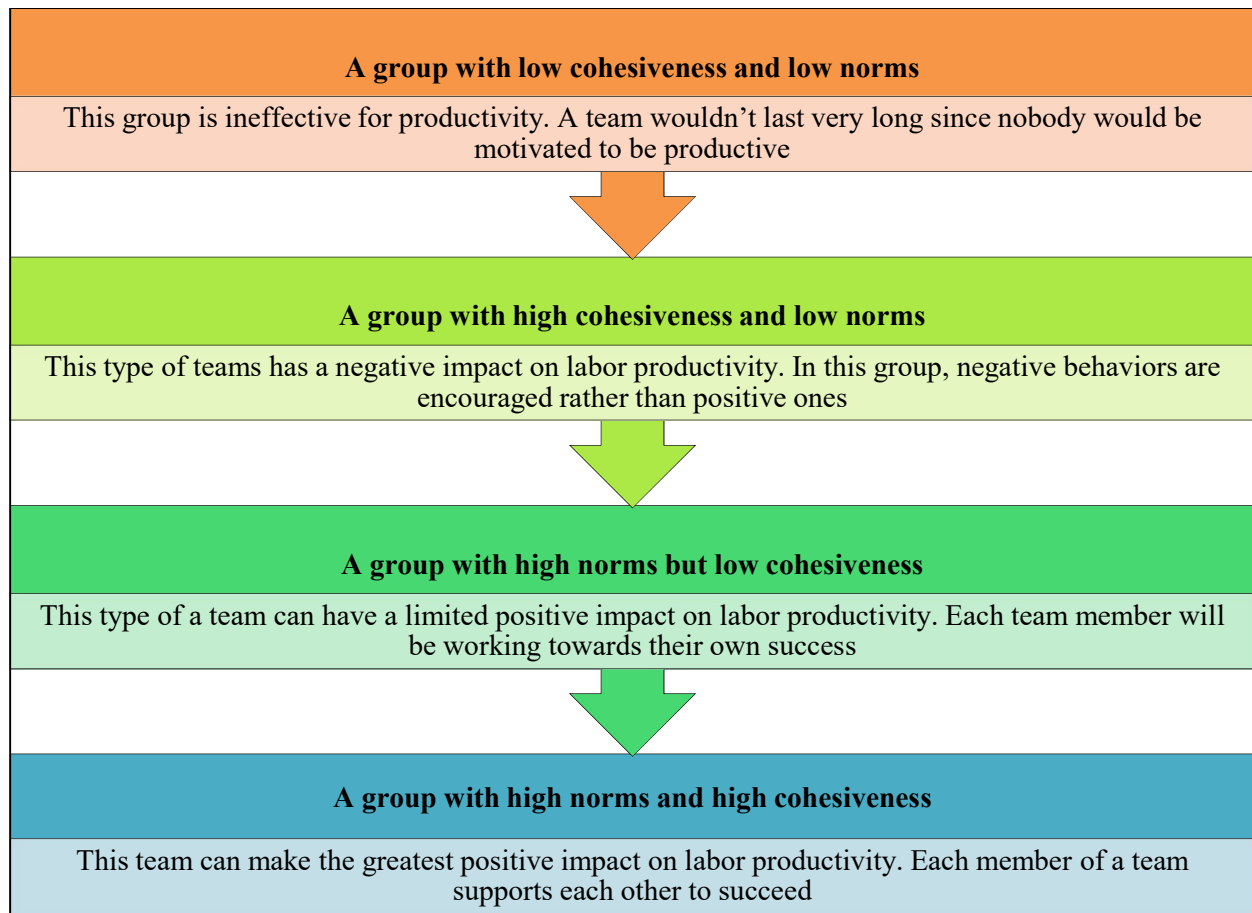 A group with low cohesiveness and low norms
This group is ineffective for productivity. A team wouldn’t last very long since nobody would be
motivated to be productive
A group with high cohesiveness and low norms
This type of teams has a negative impact on labor productivity. In this group, negative behaviors are
encouraged rather than positive ones
A group with high norms but low cohesiveness
This type of a team can have a limited positive impact on labor productivity. Each team member will
be working towards their own success
A group with high norms and high cohesiveness
This team can make the greatest positive impact on labor productivity. Each member of a team
supports each other to succeed